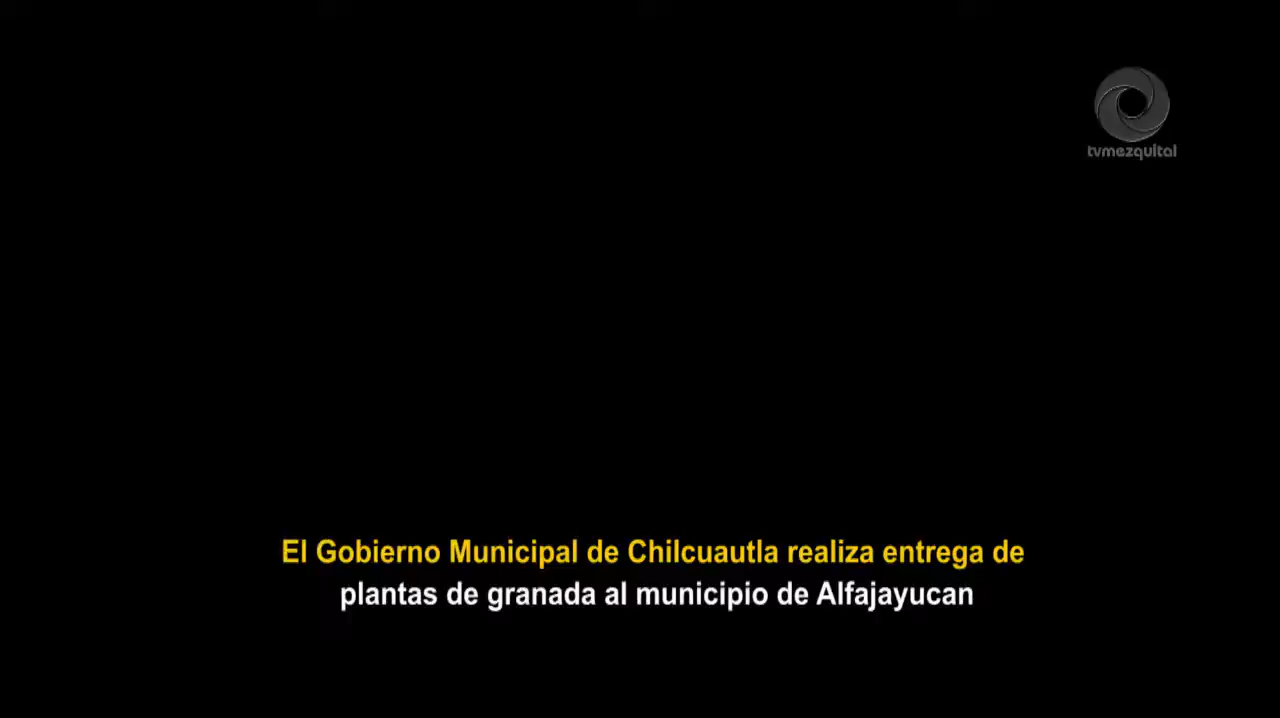 tvmezquital
El Gobierno Municipal de Chilcuautla realiza entrega de
plantas de granada al municipio de Alfajayucan